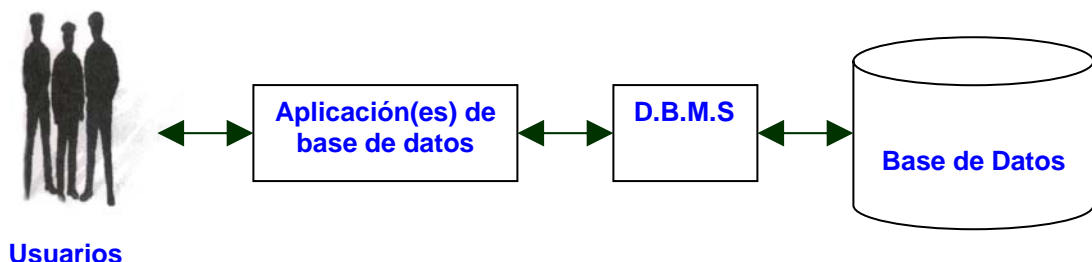 Aplicación(es) de
base de datos
D.B.M.S
Base de Datos
Usuarios